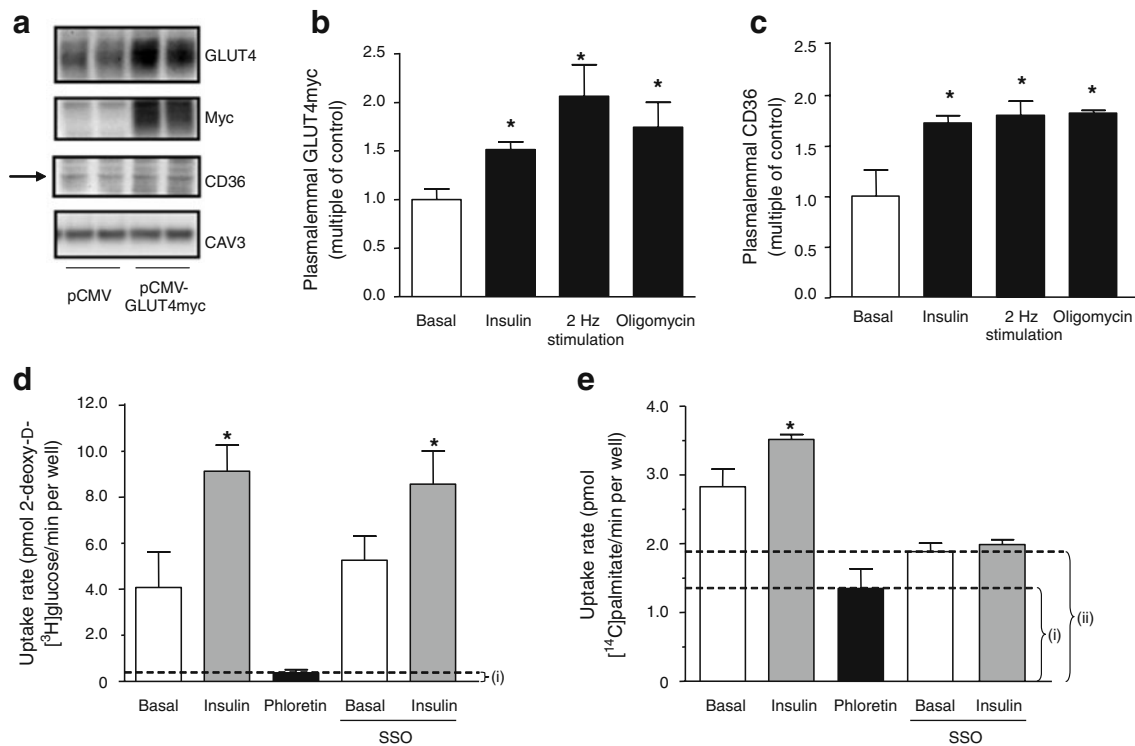 a
GLUT4
Myc
CD36
CAV3
pCMV
pCMV-
GLUT4myc
b
Plasmalemmal GLUT4myc
(multiple of control)
2.5
2.0
1.5
1.0
0.5
0.0
*
*
*
Basal
Insulin
2 Hz
stimulation
Oligomycin
c
Plasmalemmal CD36
(multiple of control)
2.5
2.0
1.5
1.0
0.5
0.0
*
*
*
Basal
Insulin
2 Hz
stimulation
Oligomycin
d
Uptake rate (pmol 2-deoxy-D-
[³H]glucose/min per well)
12.0
10.0
8.0
6.0
4.0
2.0
0
*
*
(i)
Basal
Insulin
Phloretin
Basal
Insulin
SSO
e
Uptake rate (pmol
[¹⁴C]palmitate/min per well)
4.0
3.0
2.0
1.0
0
*
(i)
(ii)
Basal
Insulin
Phloretin
Basal
Insulin
SSO